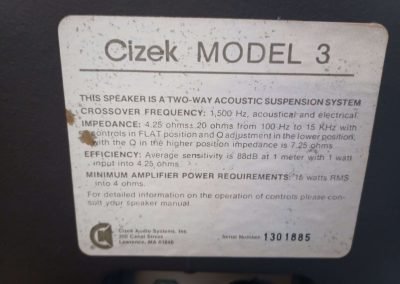 Cizek MODEL 3
THIS SPEAKER IS A TWO-WAY ACOUSTIC SUSPENSION SYSTEM
CROSSOVER FREQUENCY: 1,500 Hz, acoustical and electrical.
IMPEDANCE: 4.25 ohms ±.20 ohms from 100 Hz to 15 KHz with
controls in FLAT position and Q adjustment in the lower position;
with the Q in the higher position impedance is 7.25 ohms.
EFFICIENCY: Average sensitivity is 88dB at 1 meter with 1 watt
input into 4.25 ohms.
MINIMUM AMPLIFIER POWER REQUIREMENTS: 15 watts RMS
into 4 ohms.
For detailed information on the operation of controls please con-
sult your speaker manual.
Cizek Audio Systems, Inc.
Canal Street
Lawrence, MA
Serial Number 1301885